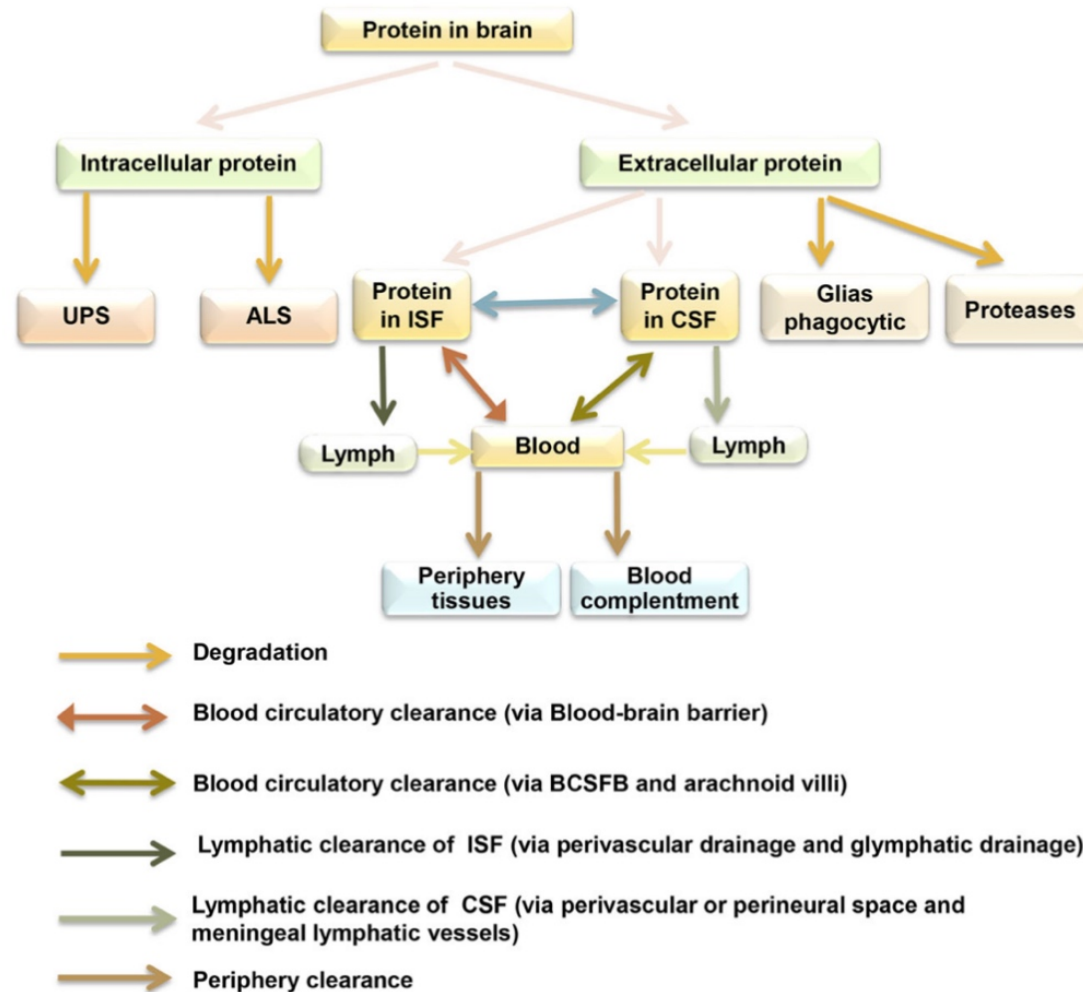 Protein in brain
Intracellular protein
Extracellular protein
UPS
ALS
Protein
in ISF
Protein
in CSF
Glias
phagocytic
Proteases
Lymph
Blood
Lymph
Periphery
tissues
Blood
complentment
Degradation
Blood circulatory clearance (via Blood-brain barrier)
Blood circulatory clearance (via BCSFB and arachnoid villi)
Lymphatic clearance of ISF (via perivascular drainage and glymphatic drainage)
Lymphatic clearance of CSF (via perivascular or perineural space and
meningeal lymphatic vessels)
Periphery clearance